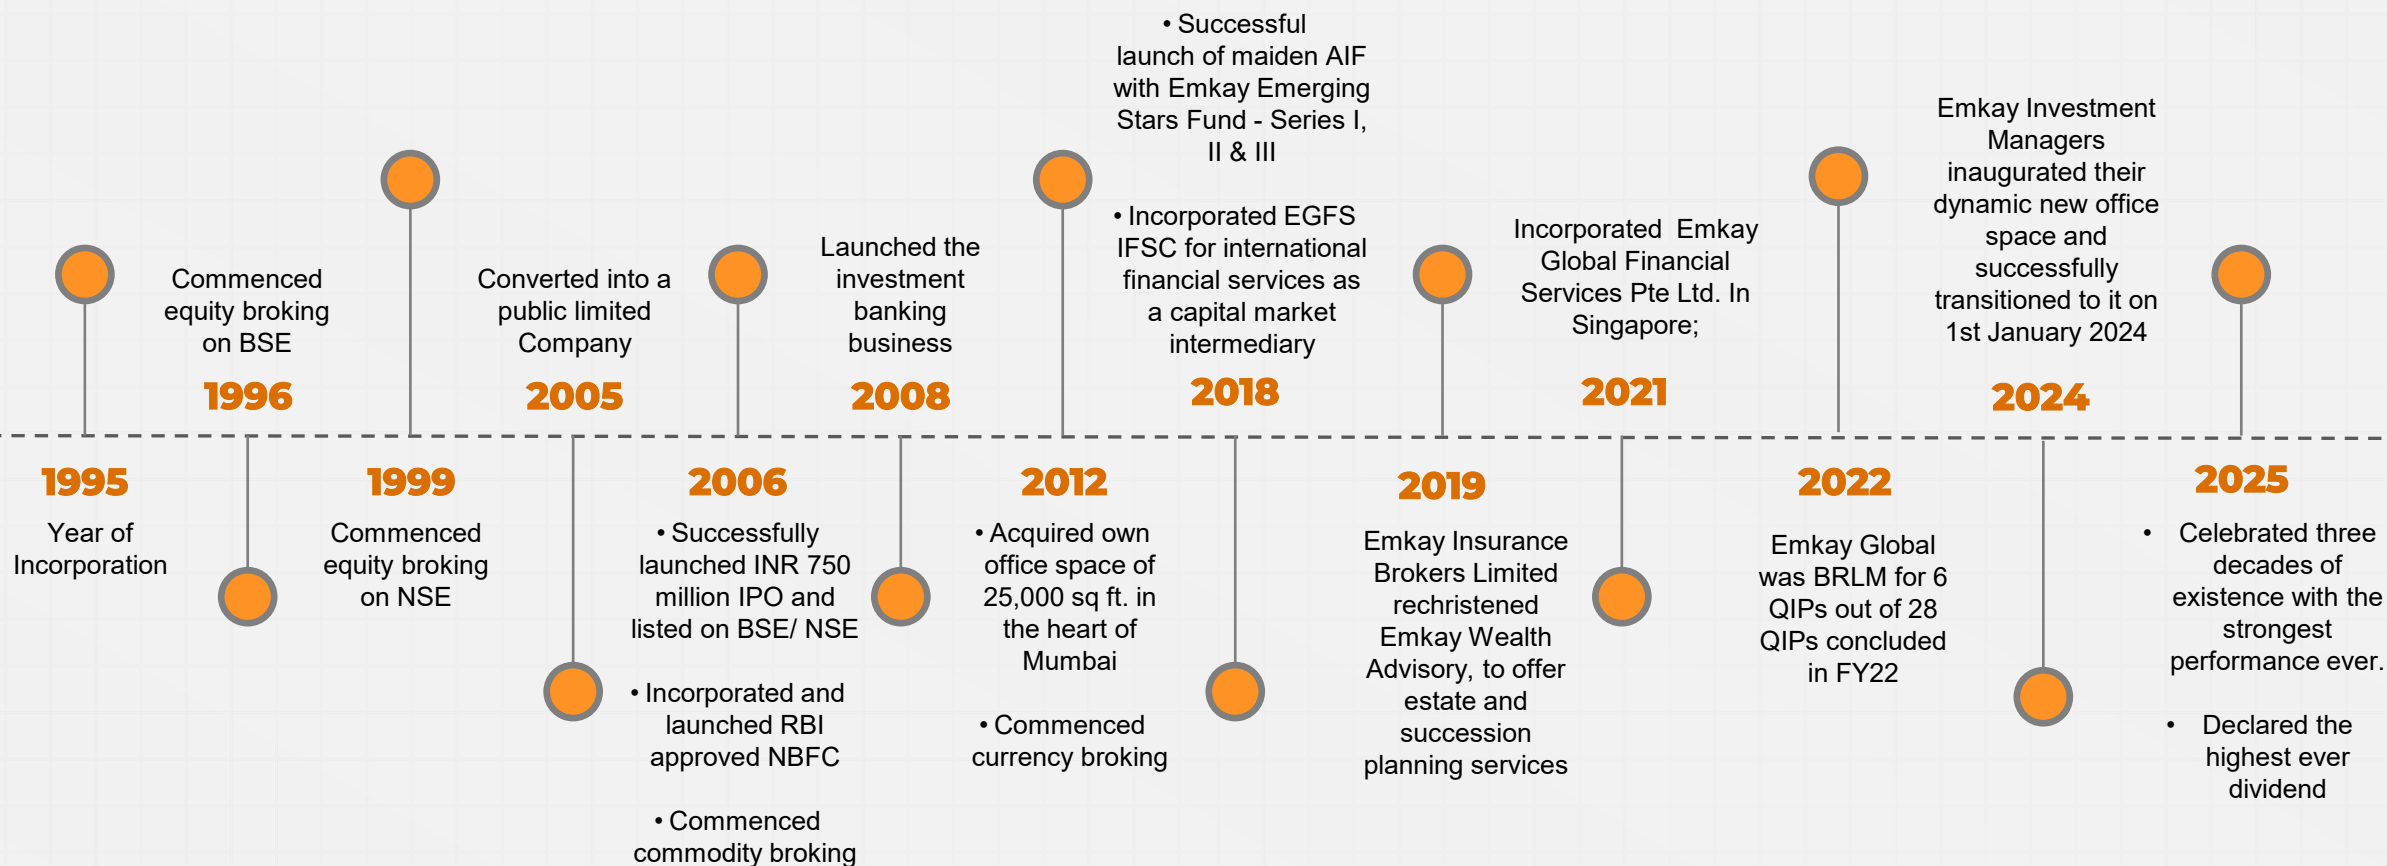 Year of
Incorporation
1995
Commenced
equity broking
on BSE
1996
1999
Commenced
equity broking
on NSE
Converted into a
public limited
Company
2005
2006
• Successfully
launched INR 750
million IPO and
listed on BSE/ NSE
• Incorporated and
launched RBI
approved NBFC
• Commenced
commodity broking
Launched the
investment
banking
business
2008
2012
• Acquired own
office space of
25,000 sq ft. in
the heart of
Mumbai
• Commenced
currency broking
• Successful
launch of maiden AIF
with Emkay Emerging
Stars Fund - Series I,
II & III
• Incorporated EGFS
IFSC for international
financial services as
a capital market
intermediary
2018
2019
Emkay Insurance
Brokers Limited
rechristened
Emkay Wealth
Advisory, to offer
estate and
succession
planning services
Incorporated  Emkay
Global Financial
Services Pte Ltd. In
Singapore;
2021
2022
Emkay Global
was BRLM for 6
QIPs out of 28
QIPs concluded
in FY22
Emkay Investment
Managers
inaugurated their
dynamic new office
space and
successfully
transitioned to it on
1st January 2024
2024
2025
• Celebrated three
decades of
existence with the
strongest
performance ever.
• Declared the
highest ever
dividend